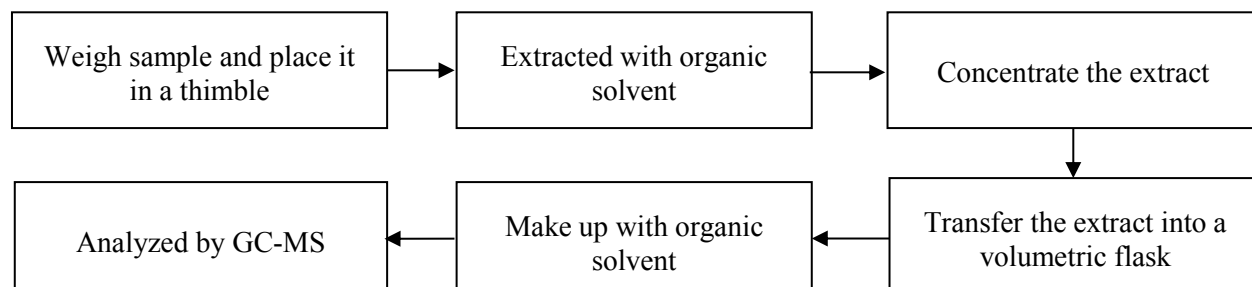 Weigh sample and place it
in a thimble
Extracted with organic
solvent
Concentrate the extract
Transfer the extract into a
volumetric flask
Make up with organic
solvent
Analyzed by GC-MS